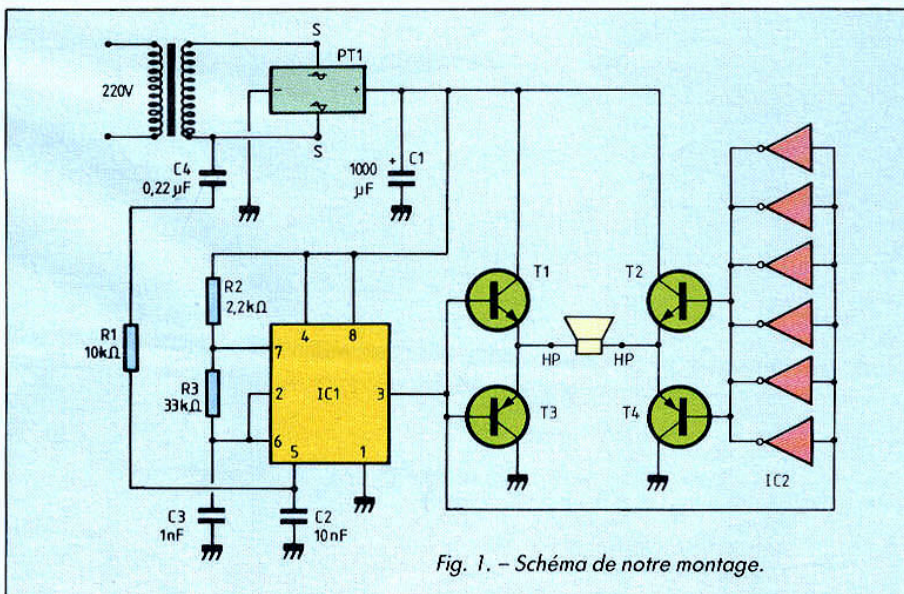 S
PT1
220V
~
- +
~
S
C4
0,22 µF
+ C1
1000
µF
R2
2,2kΩ
T1
T2
4 8
R1
10kΩ
7
HP HP
R3
33kΩ
2
IC1
3
T3
T4
6
5 1
IC2
C3
1nF
C2
10nF
Fig. 1. – Schéma de notre montage.